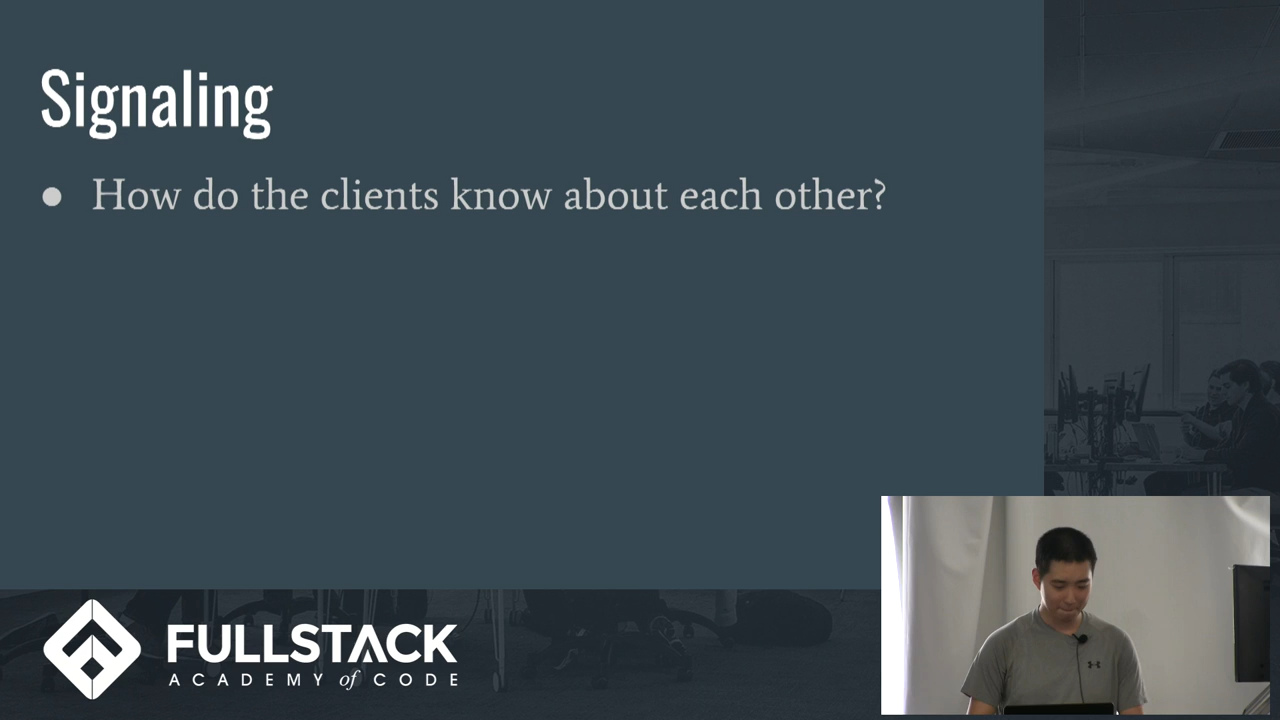 Signaling
● How do the clients know about each other?
FULLSTACK
ACADEMY of CODE